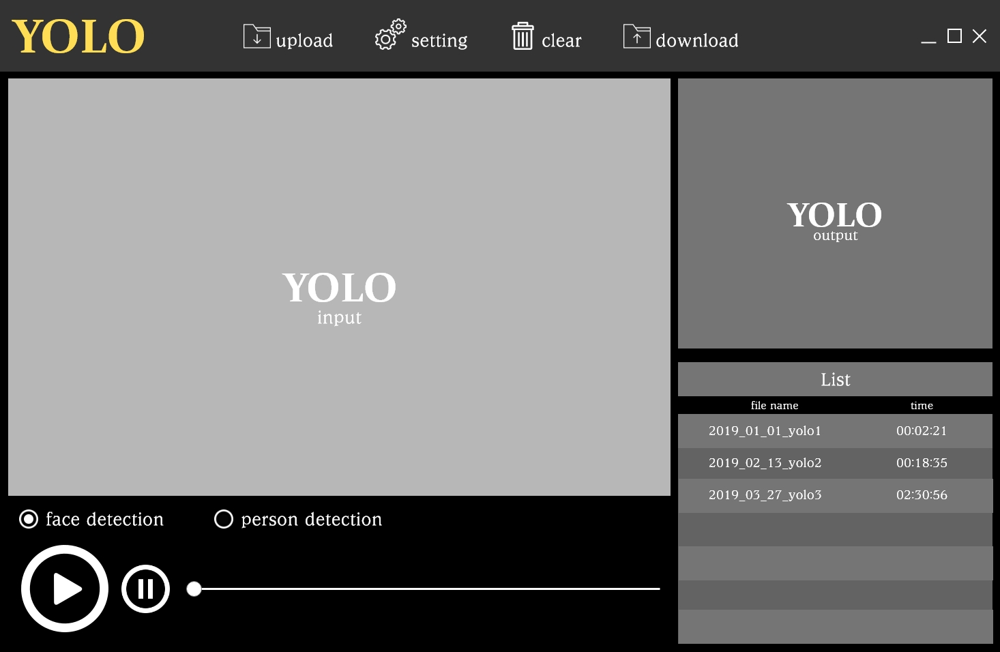 YOLO
upload
setting
clear
download
YOLO
input
YOLO
output
List
file name time
2019_01_01_yolo1 00:02:21
2019_02_13_yolo2 00:18:35
2019_03_27_yolo3 02:30:56
face detection
person detection